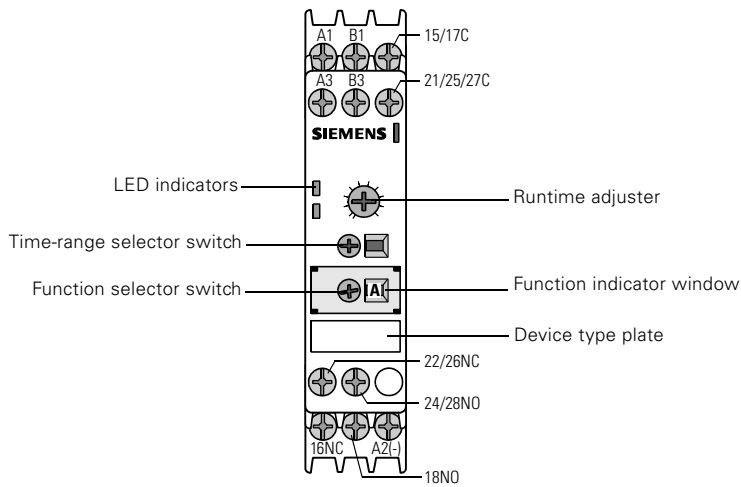 A1 B1 15/17C
A3 B3 21/25/27C
SIEMENS
LED indicators
Runtime adjuster
Time-range selector switch
Function selector switch
A
Function indicator window
Device type plate
22/26NC
24/28NO
16NC A2(-)
18NO